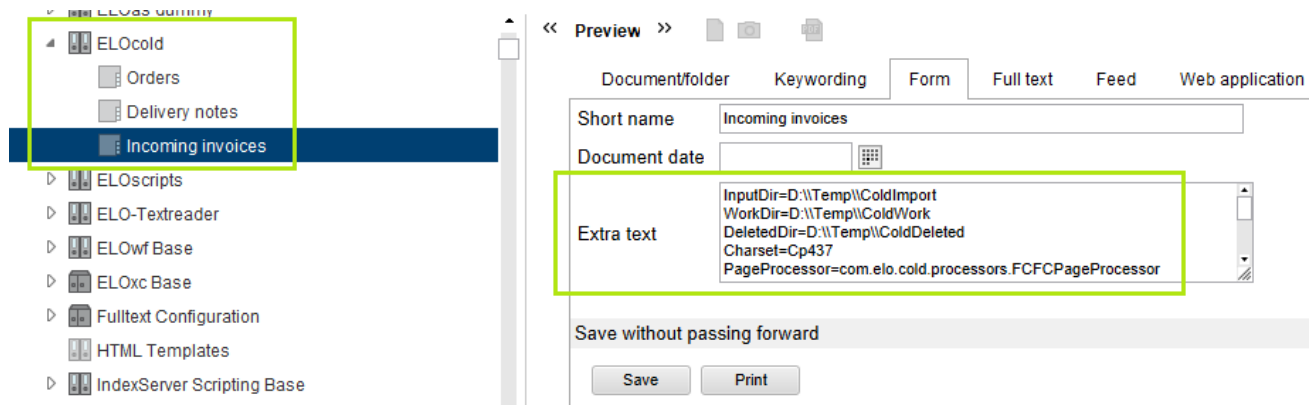 ELOas dummy
ELOcold
Orders
Delivery notes
Incoming invoices
ELOscripts
ELO-Textreader
ELOwf Base
ELOxc Base
Fulltext Configuration
HTML Templates
IndexServer Scripting Base
« Preview »
Document/folder Keywording Form Full text Feed Web application
Short name Incoming invoices
Document date
Extra text
InputDir=D:\\Temp\\ColdImport
WorkDir=D:\\Temp\\ColdWork
DeletedDir=D:\\Temp\\ColdDeleted
Charset=Cp437
PageProcessor=com.elo.cold.processors.FCFCPageProcessor
Save without passing forward
Save Print